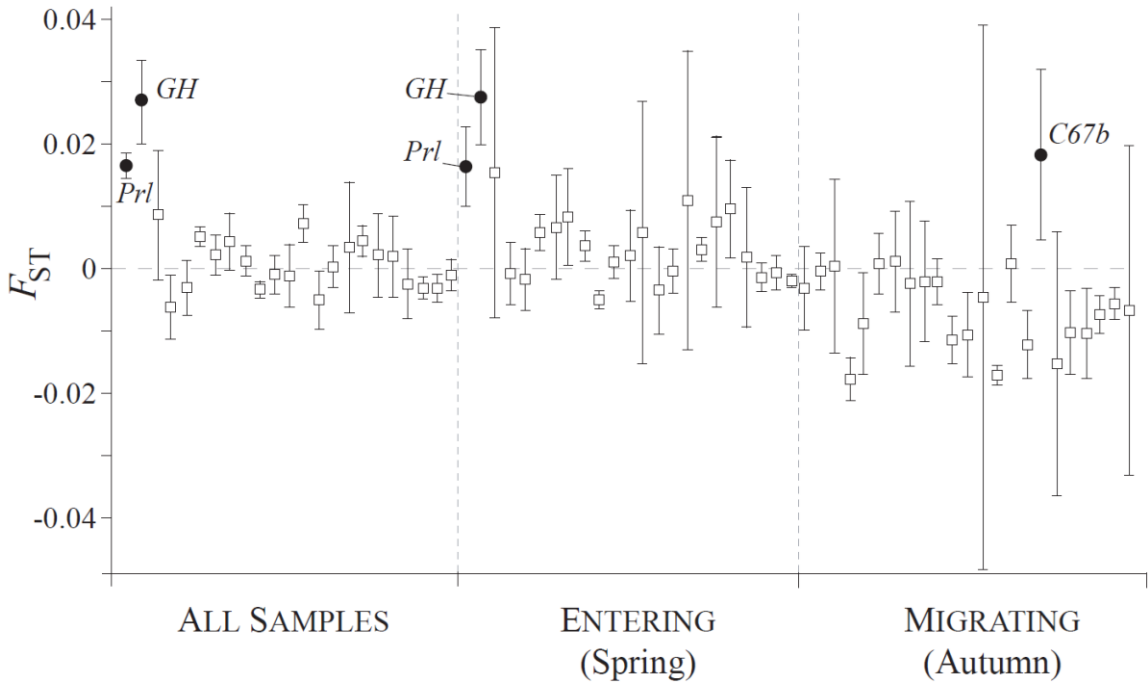 0.04
0.02
0
-0.02
-0.04
FST
GH
Prl
GH
Prl
C67b
ALL SAMPLES
ENTERING
(Spring)
MIGRATING
(Autumn)